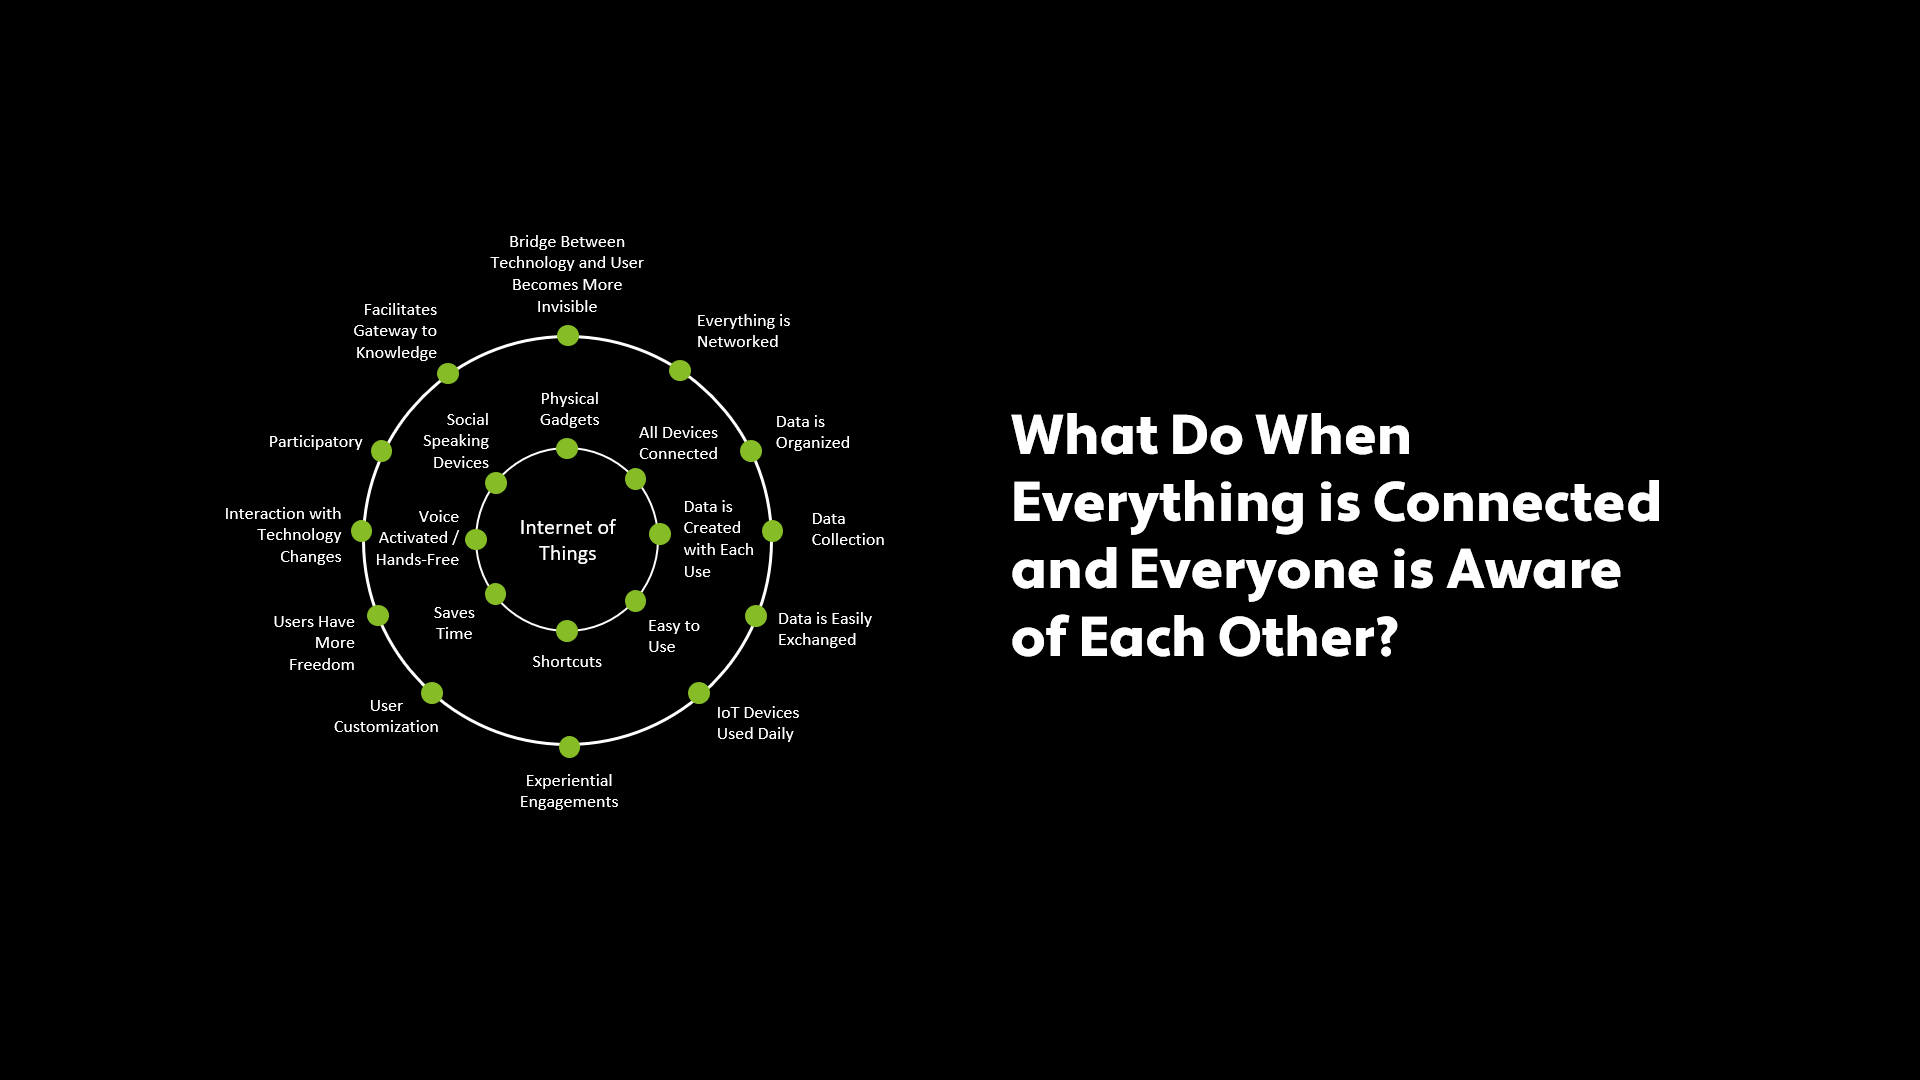 Bridge Between
Technology and User
Becomes More
Invisible
Facilitates
Gateway to
Knowledge
Everything is
Networked
Participatory
Data is
Organized
Interaction with
Technology
Changes
Data
Collection
Users Have
More
Freedom
Data is Easily
Exchanged
User
Customization
IoT Devices
Used Daily
Experiential
Engagements
Physical
Gadgets
Social
Speaking
Devices
All Devices
Connected
Voice
Activated /
Hands-Free
Internet of
Things
Data is
Created
with Each
Use
Saves
Time
Easy to
Use
Shortcuts
What Do When
Everything is Connected
and Everyone is Aware
of Each Other?